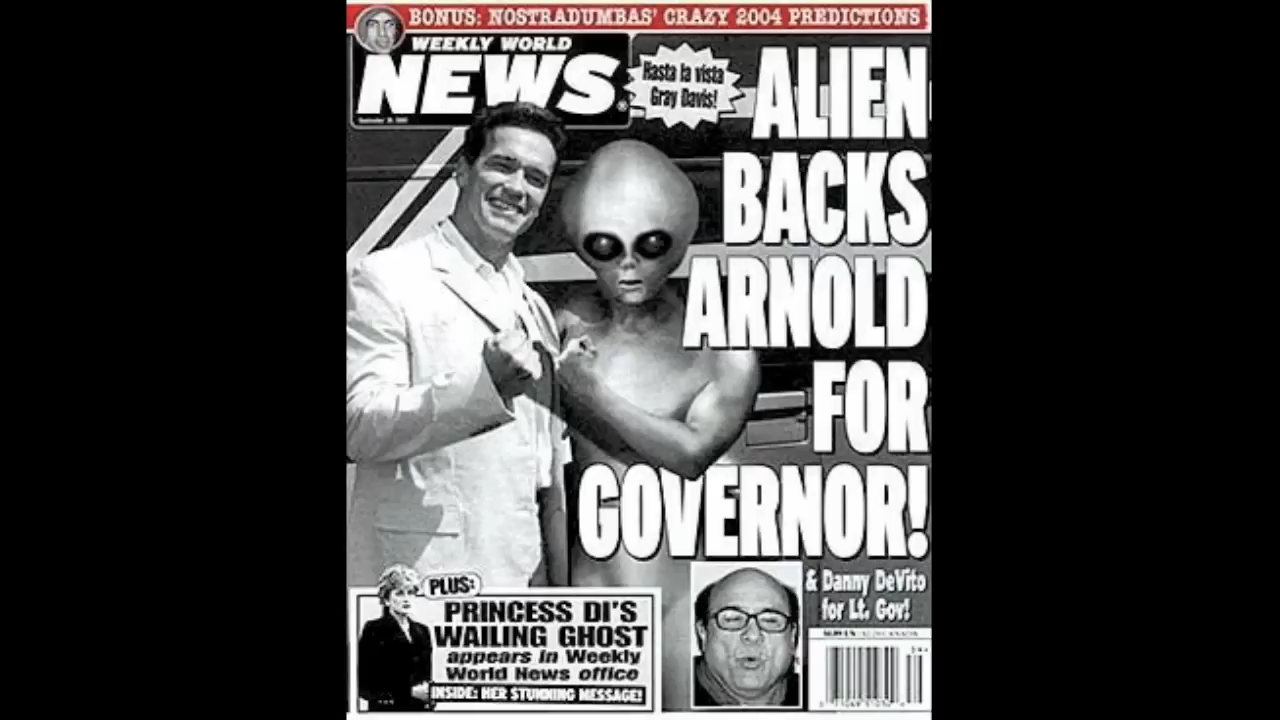 BONUS: NOSTRADUMBAS' CRAZY 2004 PREDICTIONS
WEEKLY WORLD
NEWS
Hasta la vista
Gray Davis!
ALIEN
BACKS
ARNOLD
FOR
GOVERNOR!
& Danny DeVito
for Lt. Gov!
PLUS:
PRINCESS DI'S
WAILING GHOST
appears in Weekly
World News office
INSIDE: HER STUNNING MESSAGE!